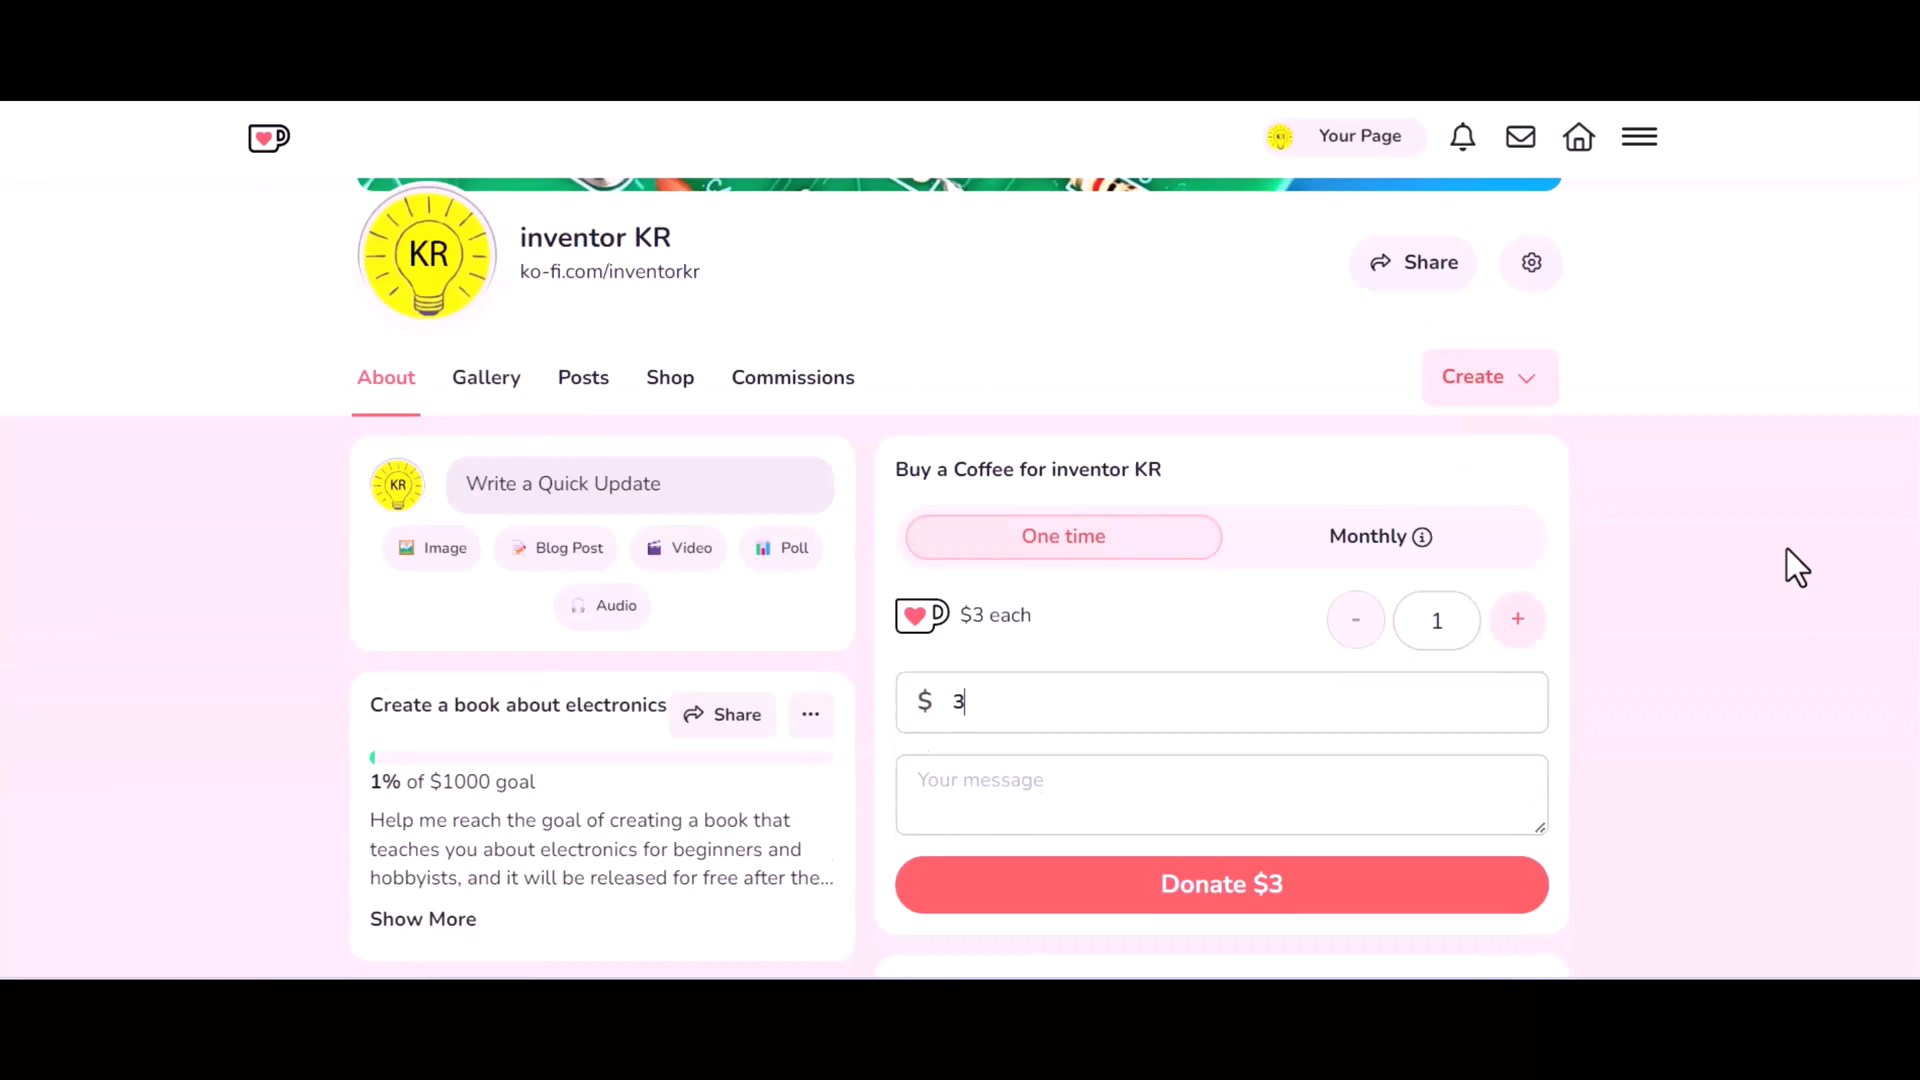 Your Page
KR
inventor KR
ko-fi.com/inventorkr
Share
About
Gallery
Posts
Shop
Commissions
Create
KR
Write a Quick Update
Image
Blog Post
Video
Poll
Audio
Create a book about electronics
Share
...
1% of $1000 goal
Help me reach the goal of creating a book that
teaches you about electronics for beginners and
hobbyists, and it will be released for free after the...
Show More
Buy a Coffee for inventor KR
One time
Monthly
$3 each
-
1
+
$ 3
Your message
Donate $3